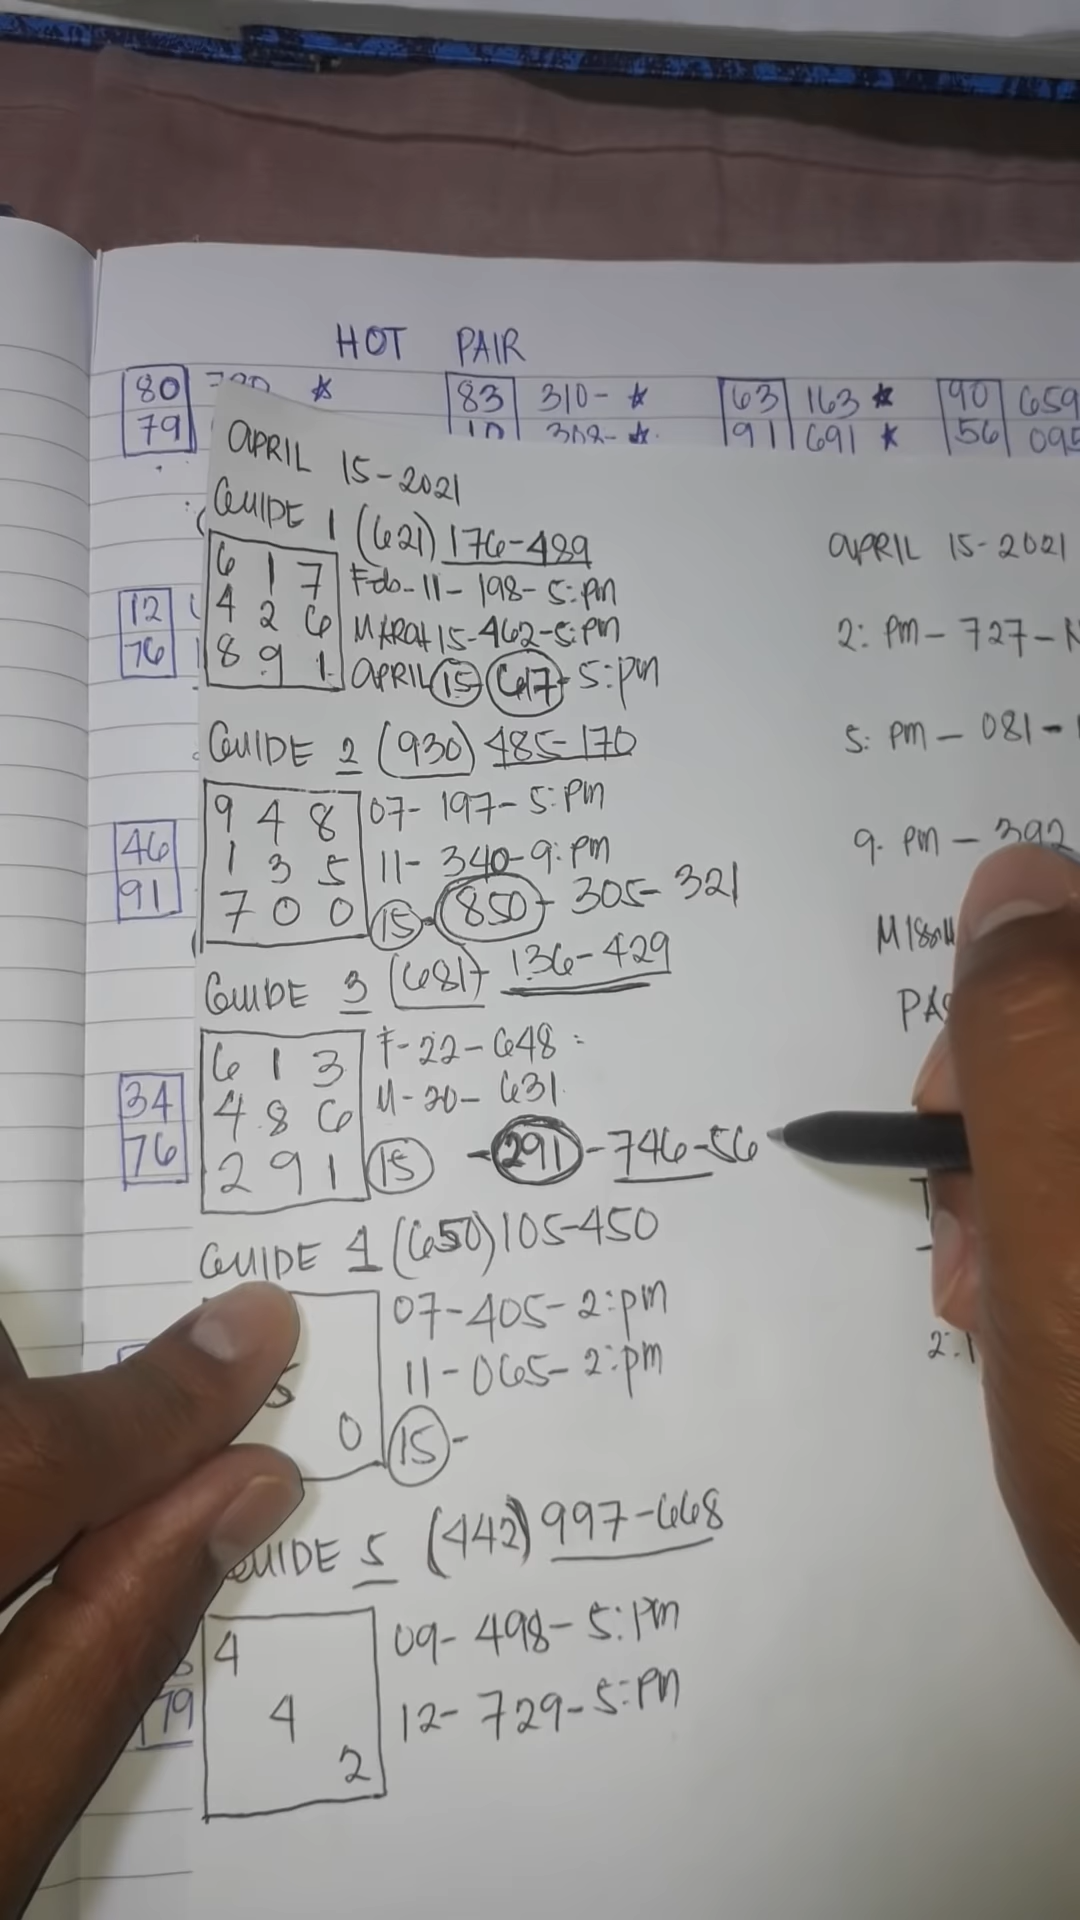 HOT PAIR
80 ☆ 83 310- ☆ 63 163 ★ 90 659
79 308- ☆. 91 691 ★ 56 095
APRIL 15-2021
GUIDE 1 (621) 176-489
6 1 7 Feb-11- 198- 5:pm
4 2 6 MARCH 15-462-5:pm
8 9 1 APRIL 15 617- 5:pm
GUIDE 2 (930) 485-170
9 4 8 07- 197- 5:pm
1 3 5 11- 340-9:pm
7 0 0 15-850- 305- 321
GUIDE 3 (681)- 136-429
6 1 3 F-22-648
4 8 6 M-20- 631
2 9 1 15 -291-746-56
GUIDE 4 (650) 105-450
07-405-2:pm
5 11-065-2:pm
0 15-
GUIDE 5 (442) 997-668
4 09- 498- 5:pm
4 12- 729-5:pm
2
12
76
46
91
34
76
79
APRIL 15-2021
2: pm- 727-
5: pm- 081-
9. pm- 392
2: